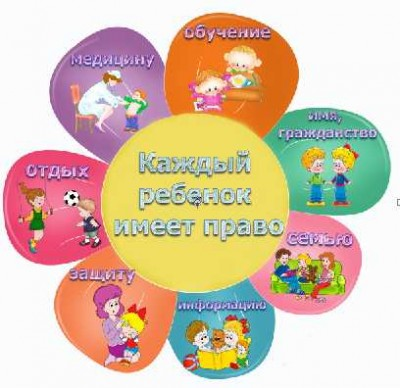 Каждый
ребенок
имеет право
обучение
имя,
гражданство
семью
информацию
защиту
отдых
медицину